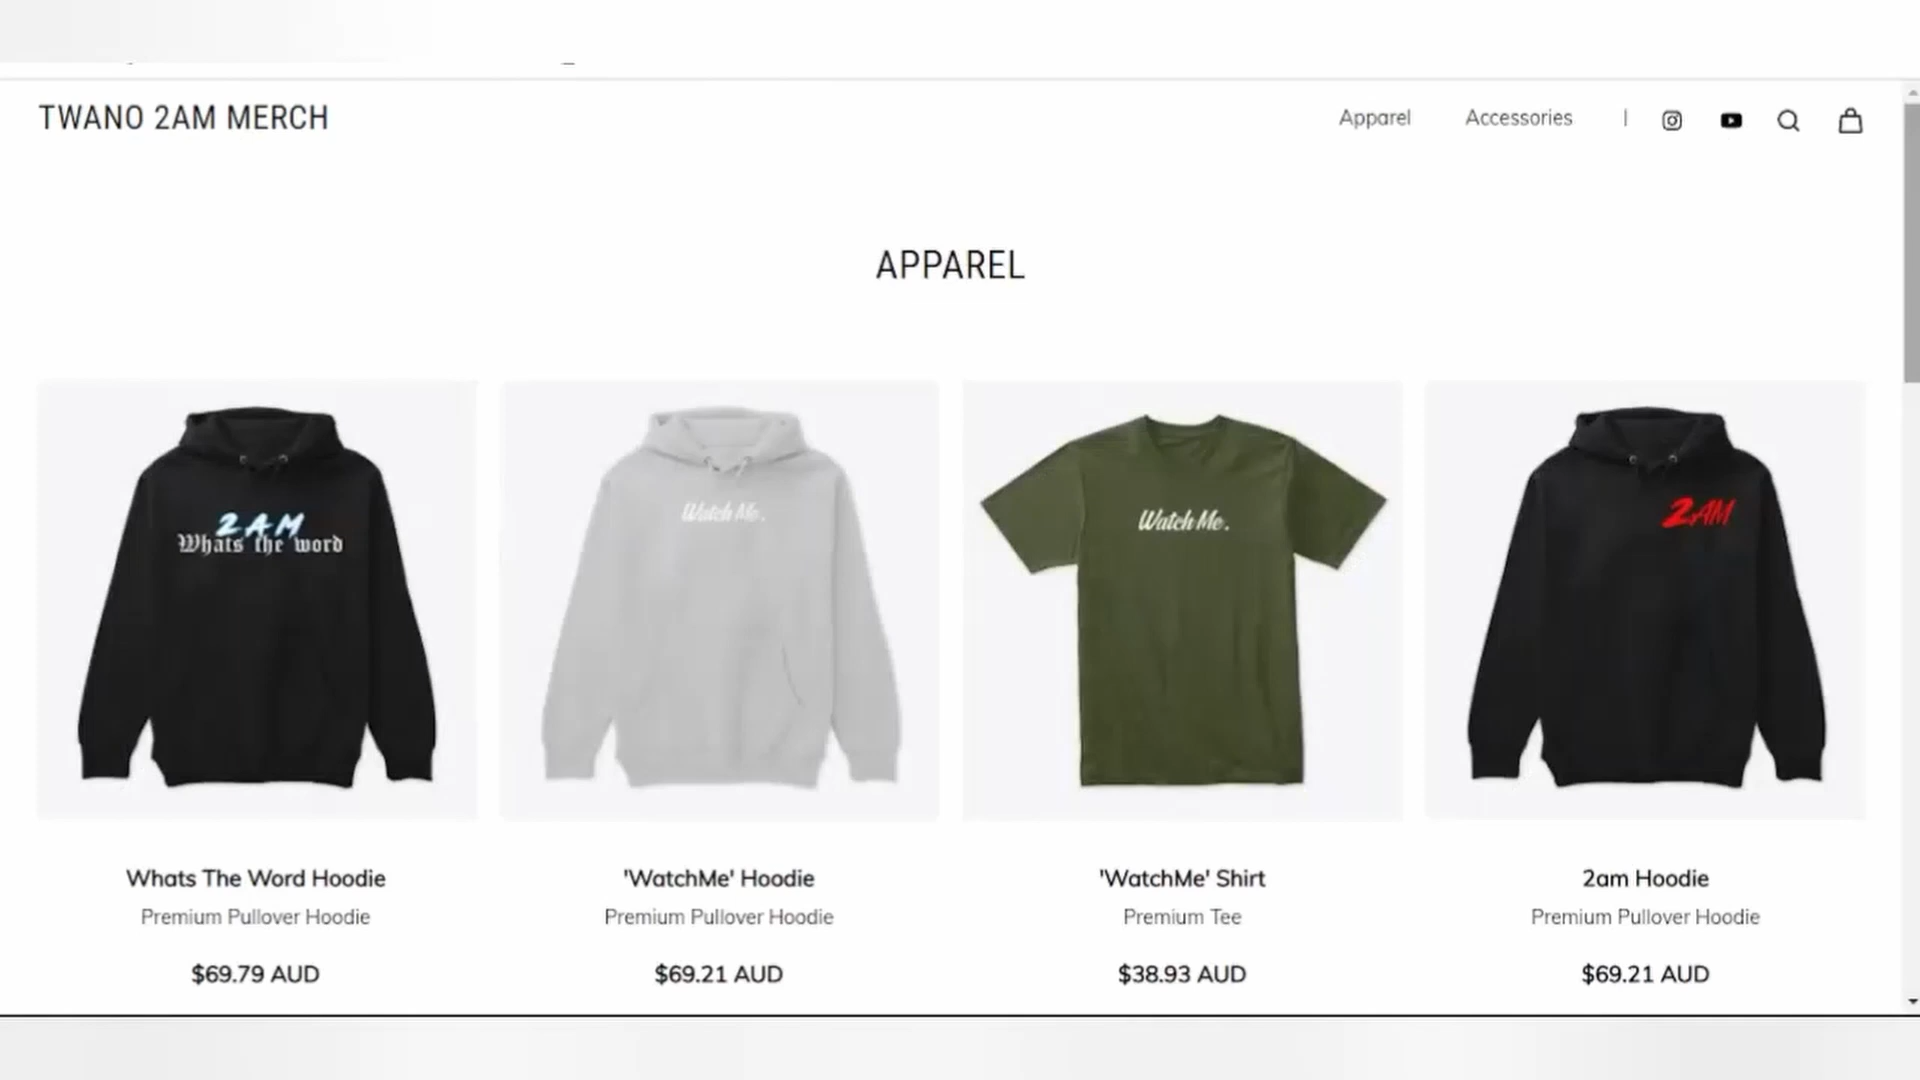 TWANO 2AM MERCH
Apparel
Accessories
APPAREL
2AM
Whats the word
Watch Me.
Watch Me.
2AM
Whats The Word Hoodie
Premium Pullover Hoodie
$69.79 AUD
'WatchMe' Hoodie
Premium Pullover Hoodie
$69.21 AUD
'WatchMe' Shirt
Premium Tee
$38.93 AUD
2am Hoodie
Premium Pullover Hoodie
$69.21 AUD